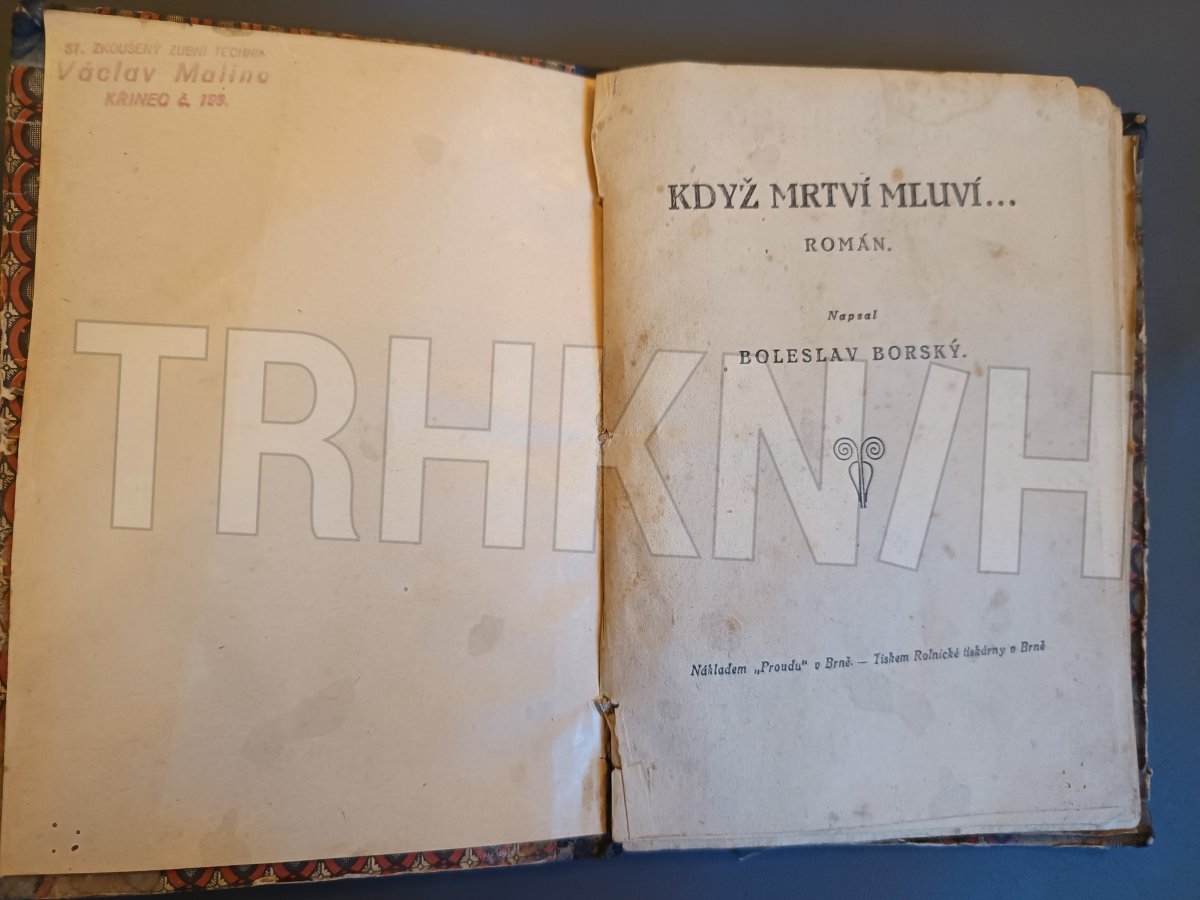 ST. ZKOUŠENÝ ZUBNÍ TECHNIK
Václav Malina
KŘINEC č. 193.
KDYŽ MRTVÍ MLUVÍ...
ROMÁN.
Napsal
BOLESLAV BORSKÝ.
TRHKNIH
Nákladem „Proudu“ v Brně. — Tiskem Rolnické tiskárny v Brně